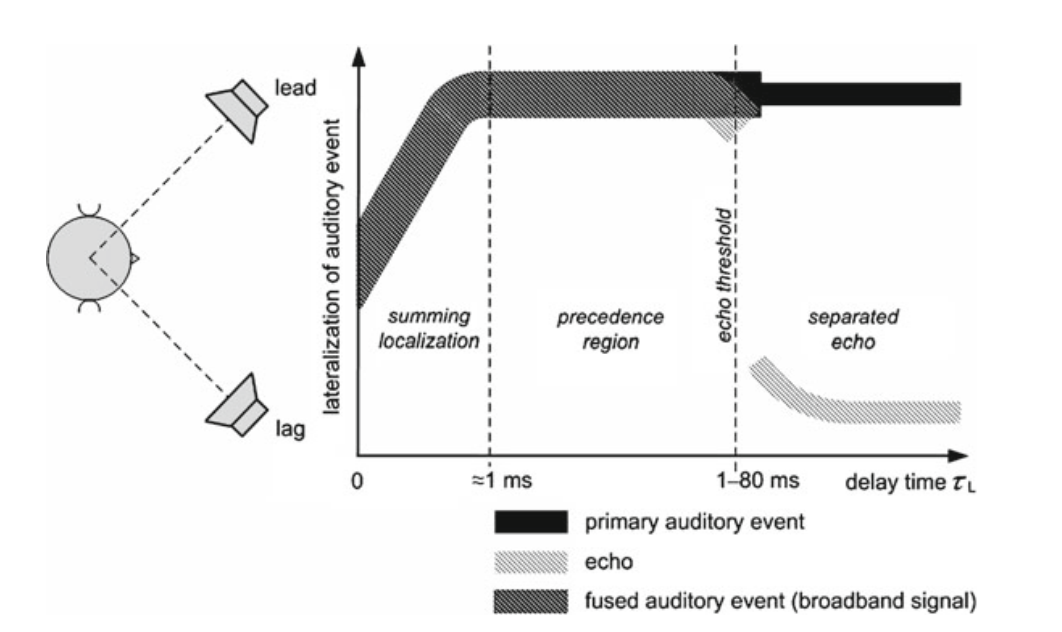 lead
lag
lateralization of auditory event
summing
localization
precedence
region
echo threshold
separated
echo
0
≈1 ms
1–80 ms
delay time τL
primary auditory event
echo
fused auditory event (broadband signal)